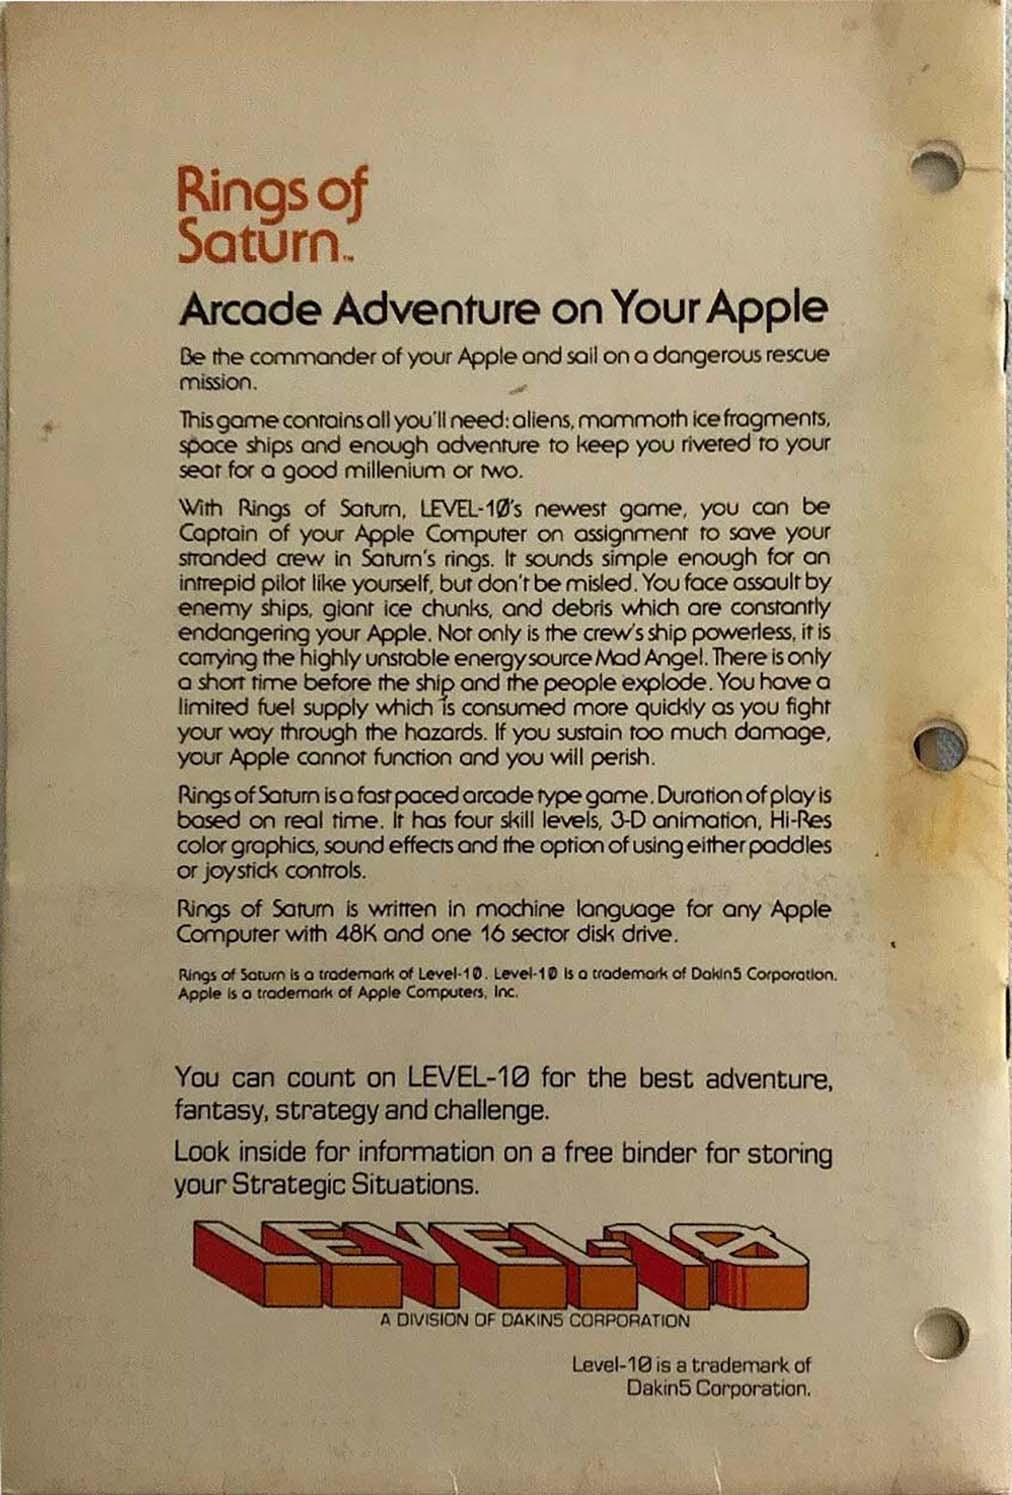 Rings of
Saturn™
Arcade Adventure on Your Apple
Be the commander of your Apple and sail on a dangerous rescue
mission.
This game contains all you'll need: aliens, mammoth ice fragments,
space ships and enough adventure to keep you riveted to your
seat for a good millenium or two.
With Rings of Saturn, LEVEL-10's newest game, you can be
Captain of your Apple Computer on assignment to save your
stranded crew in Saturn's rings. It sounds simple enough for an
intrepid pilot like yourself, but don't be misled. You face assault by
enemy ships, giant ice chunks, and debris which are constantly
endangering your Apple. Not only is the crew's ship powerless, it is
carrying the highly unstable energy source Mad Angel. There is only
a short time before the ship and the people explode. You have a
limited fuel supply which is consumed more quickly as you fight
your way through the hazards. If you sustain too much damage,
your Apple cannot function and you will perish.
Rings of Saturn is a fast paced arcade type game. Duration of play is
based on real time. It has four skill levels, 3-D animation, Hi-Res
color graphics, sound effects and the option of using either paddles
or joystick controls.
Rings of Saturn is written in machine language for any Apple
Computer with 48K and one 16 sector disk drive.
Rings of Saturn is a trademark of Level-10. Level-10 is a trademark of Dakin5 Corporation.
Apple is a trademark of Apple Computers, Inc.
You can count on LEVEL-10 for the best adventure,
fantasy, strategy and challenge.
Look inside for information on a free binder for storing
your Strategic Situations.
LEVEL-10
A DIVISION OF DAKIN5 CORPORATION
Level-10 is a trademark of
Dakin5 Corporation.